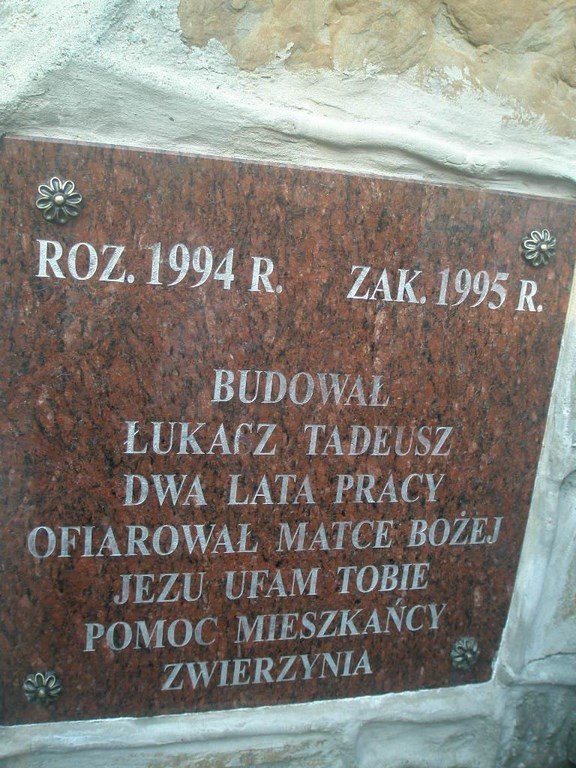 ROZ. 1994 R. ZAK. 1995 R.
BUDOWAŁ
ŁUKACZ TADEUSZ
DWA LATA PRACY
OFIAROWAŁ MATCE BOŻEJ
JEZU UFAM TOBIE
POMOC MIESZKAŃCY
ZWIERZYNIA